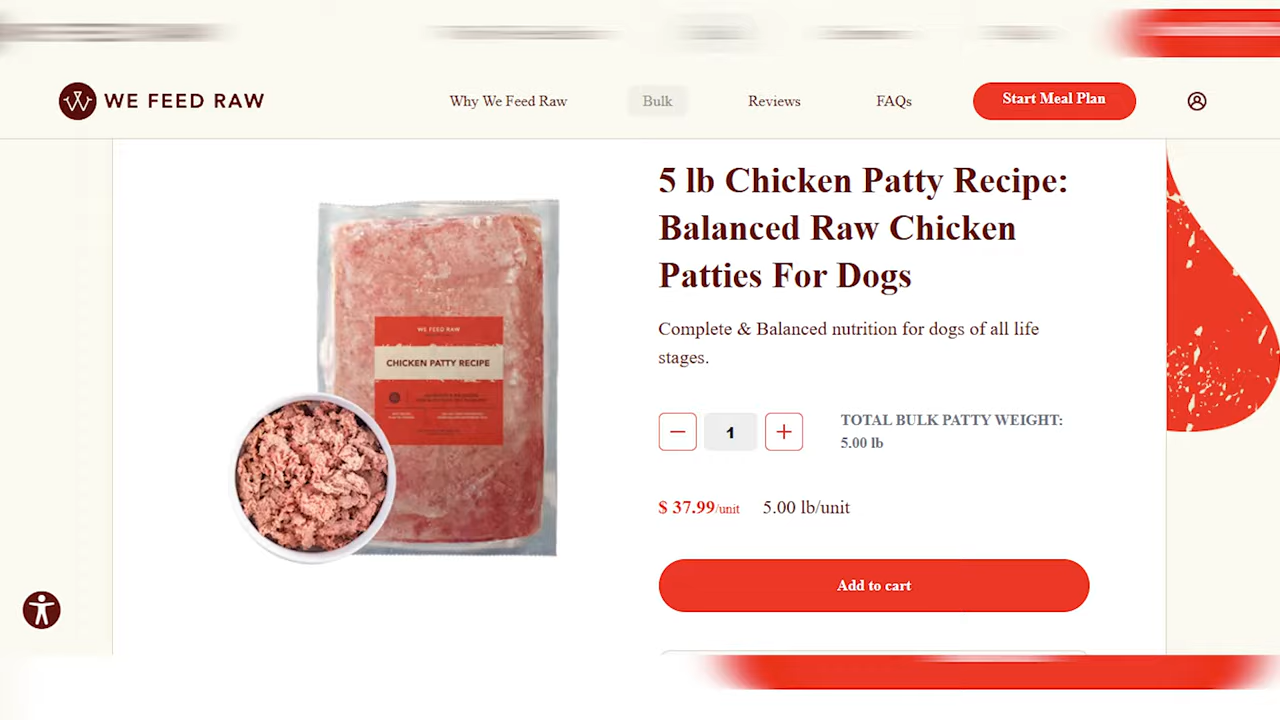 WE FEED RAW
Why We Feed Raw
Bulk
Reviews
FAQs
Start Meal Plan
WE FEED RAW
CHICKEN PATTY RECIPE
5 lb Chicken Patty Recipe:
Balanced Raw Chicken
Patties For Dogs
Complete & Balanced nutrition for dogs of all life
stages.
1
TOTAL BULK PATTY WEIGHT:
5.00 lb
$ 37.99/unit 5.00 lb/unit
Add to cart